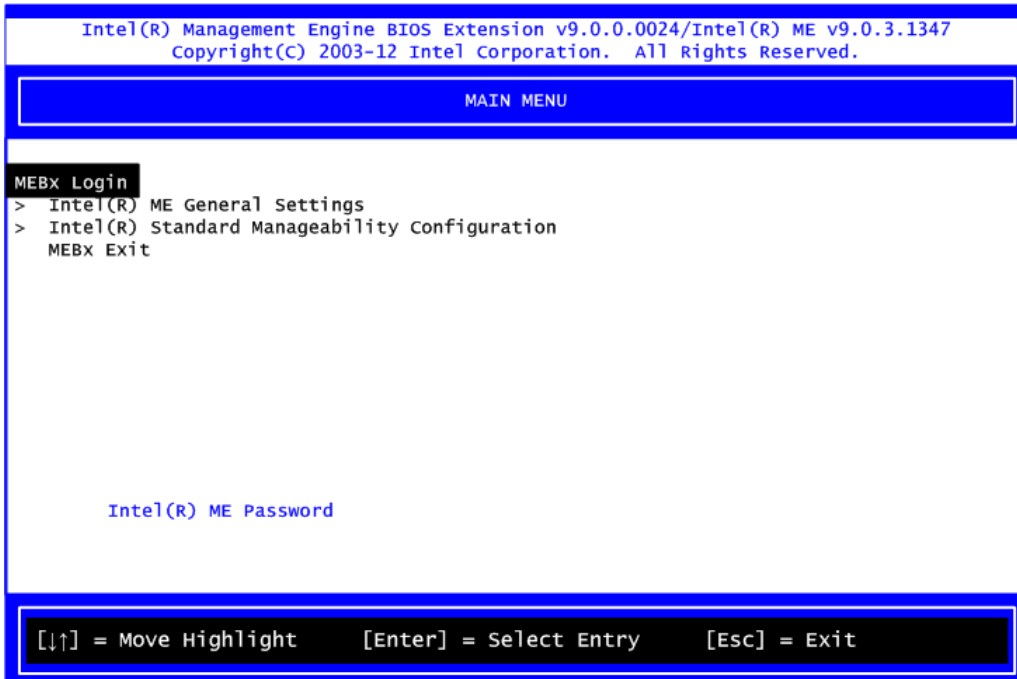 Intel(R) Management Engine BIOS Extension v9.0.0.0024/Intel(R) ME v9.0.3.1347
Copyright(C) 2003-12 Intel Corporation. All Rights Reserved.
MAIN MENU
MEBx Login
> Intel(R) ME General Settings
> Intel(R) Standard Manageability Configuration
MEBx Exit
Intel(R) ME Password
[↓↑] = Move Highlight [Enter] = Select Entry [Esc] = Exit